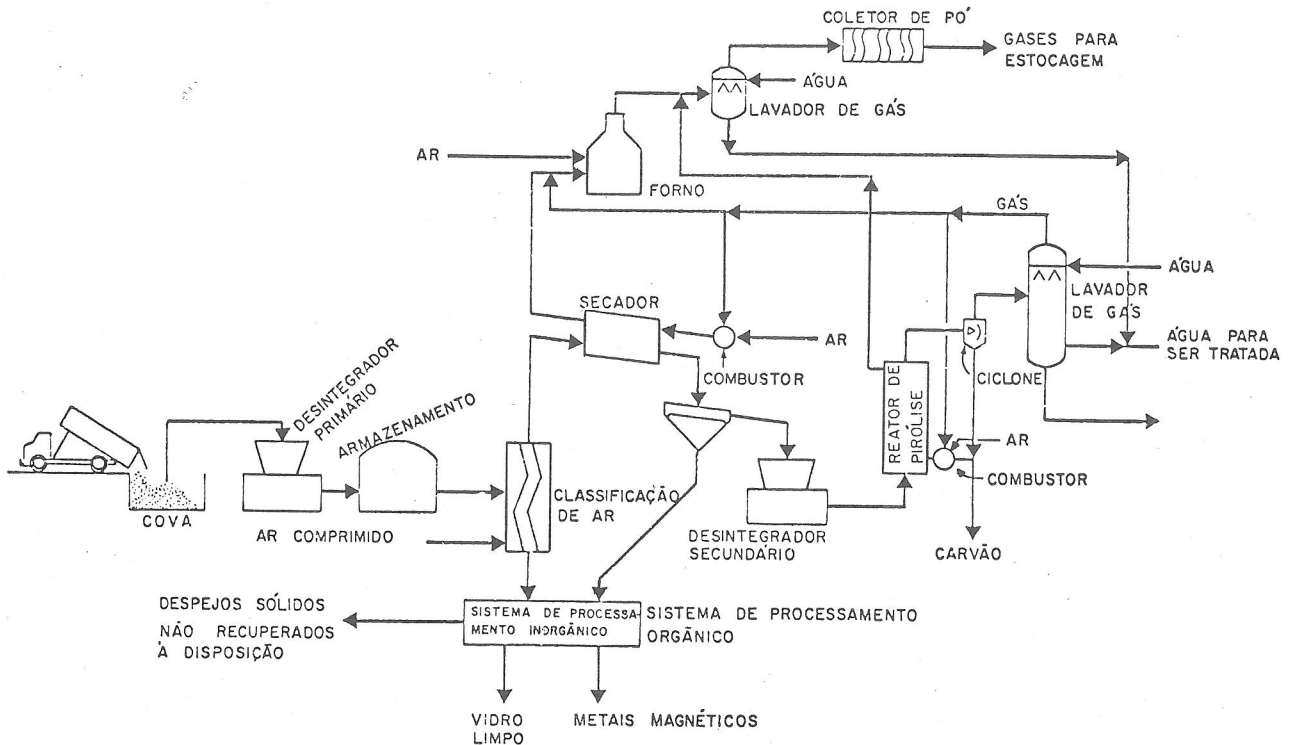 COLETOR DE PÓ
GASES PARA
ESTOCAGEM
ÁGUA
LAVADOR DE GÁS
AR
FORNO
GÁS
ÁGUA
LAVADOR
DE GÁS
SECADOR
AR
ÁGUA PARA
SER TRATADA
COMBUSTOR
CICLONE
DESINTEGRADOR
PRIMÁRIO
ARMAZENAMENTO
REATOR DE
PIRÓLISE
AR
COMBUSTOR
CLASSIFICAÇÃO
DE AR
COVA
AR COMPRIMIDO
DESINTEGRADOR
SECUNDÁRIO
CARVÃO
DESPEJOS SÓLIDOS
NÃO RECUPERADOS
À DISPOSIÇÃO
SISTEMA DE PROCESSA-
MENTO INORGÂNICO
SISTEMA DE PROCESSAMENTO
ORGÂNICO
VIDRO
LIMPO
METAIS MAGNÉTICOS